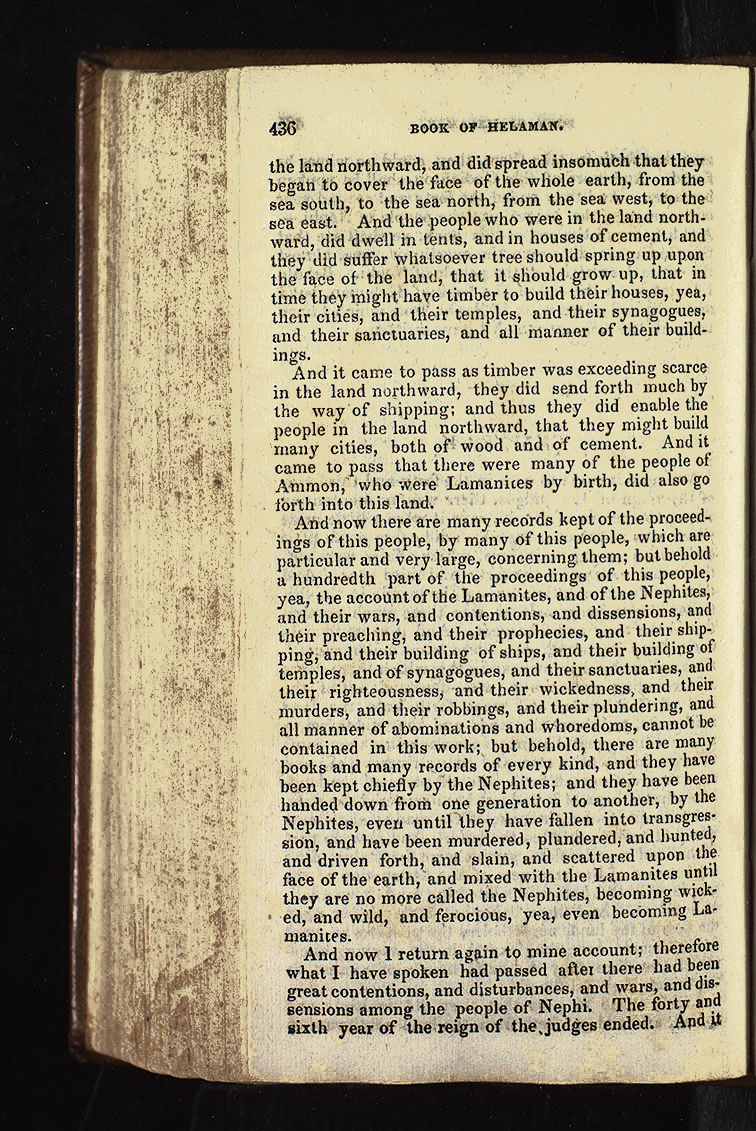 436
BOOK OF HELAMAN.
the land northward, and did spread insomuch that they
began to cover the face of the whole earth, from the
sea south, to the sea north, from the sea west, to the
sea east. And the people who were in the land north-
ward, did dwell in tents, and in houses of cement, and
they did suffer whatsoever tree should spring up upon
the face of the land, that it should grow up, that in
time they might have timber to build their houses, yea,
their cities, and their temples, and their synagogues,
and their sanctuaries, and all manner of their build-
ings.
And it came to pass as timber was exceeding scarce
in the land northward, they did send forth much by
the way of shipping; and thus they did enable the
people in the land northward, that they might build
many cities, both of wood and of cement. And it
came to pass that there were many of the people of
Ammon, who were Lamanites by birth, did also go
forth into this land.
And now there are many records kept of the proceed-
ings of this people, by many of this people, which are
particular and very large, concerning them; but behold
a hundredth part of the proceedings of this people,
yea, the account of the Lamanites, and of the Nephites,
and their wars, and contentions, and dissensions, and
their preaching, and their prophecies, and their ship-
ping, and their building of ships, and their building of
temples, and of synagogues, and their sanctuaries, and
their righteousness, and their wickedness, and their
murders, and their robbings, and their plundering, and
all manner of abominations and whoredoms, cannot be
contained in this work; but behold, there are many
books and many records of every kind, and they have
been kept chiefly by the Nephites; and they have been
handed down from one generation to another, by the
Nephites, even until they have fallen into transgres-
sion, and have been murdered, plundered, and hunted,
and driven forth, and slain, and scattered upon the
face of the earth, and mixed with the Lamanites until
they are no more called the Nephites, becoming wick-
ed, and wild, and ferocious, yea, even becoming La-
manites.
And now I return again to mine account; therefore
what I have spoken had passed after there had been
great contentions, and disturbances, and wars, and dis-
sensions among the people of Nephi. The forty and
sixth year of the reign of the judges ended. And it